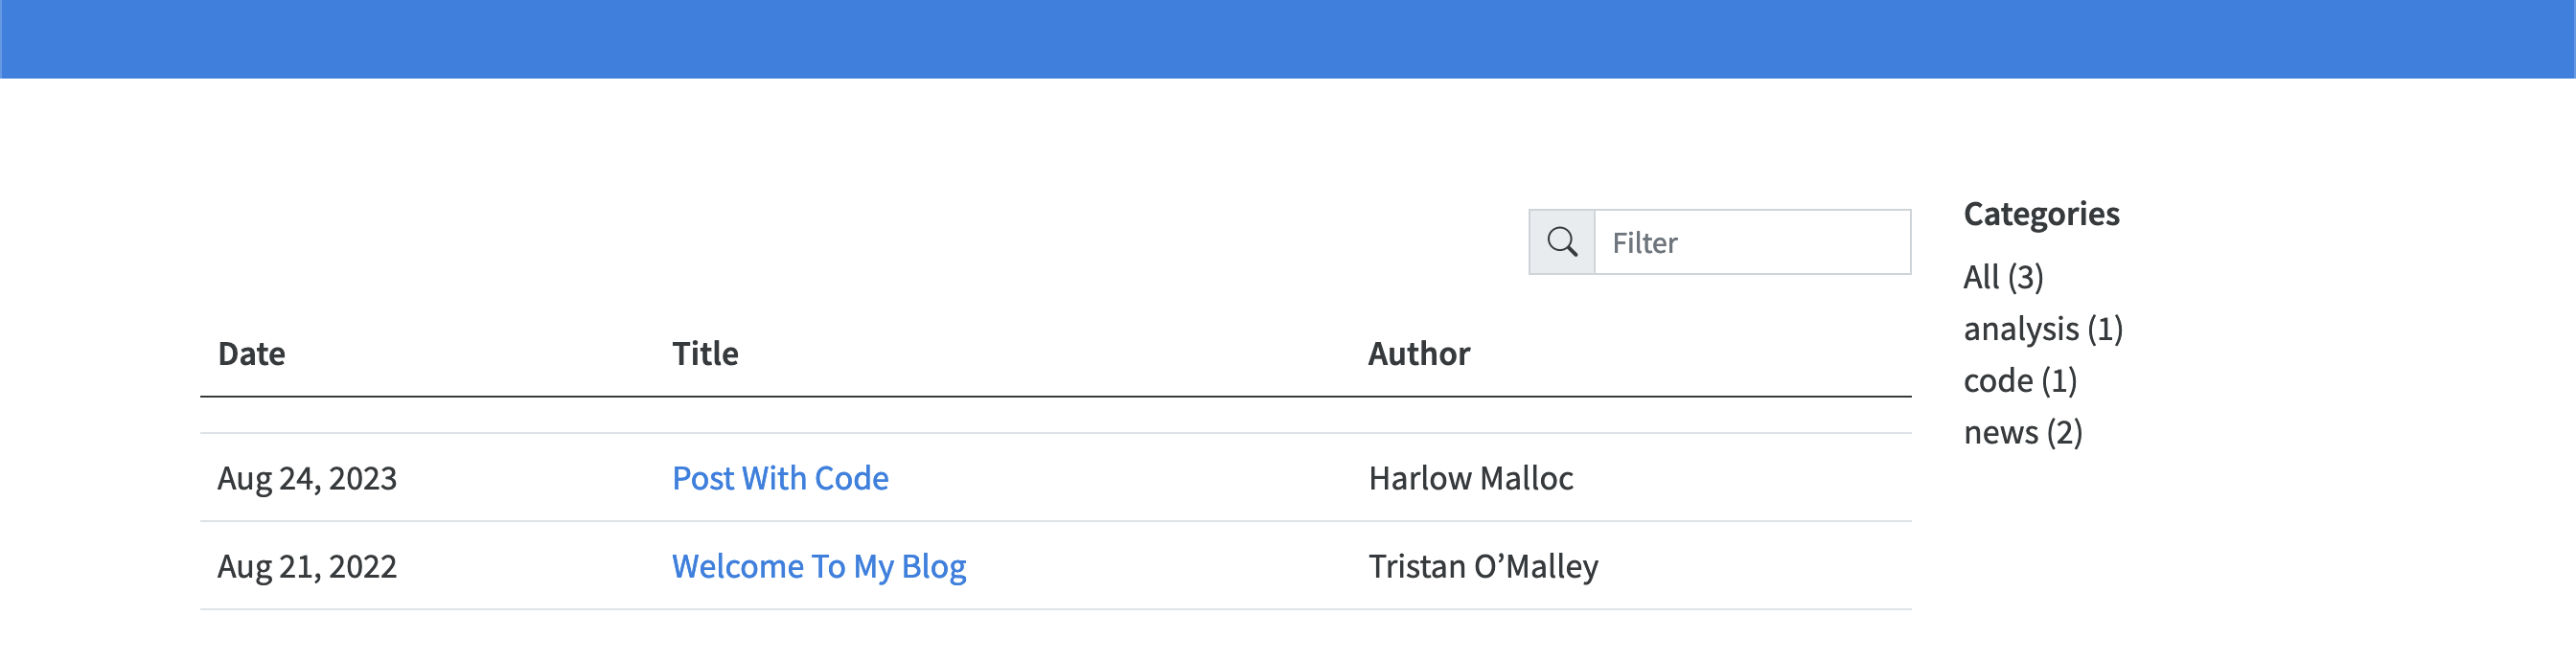 Filter
Date Title Author
Aug 24, 2023 Post With Code Harlow Malloc
Aug 21, 2022 Welcome To My Blog Tristan O’Malley
Categories
All (3)
analysis (1)
code (1)
news (2)